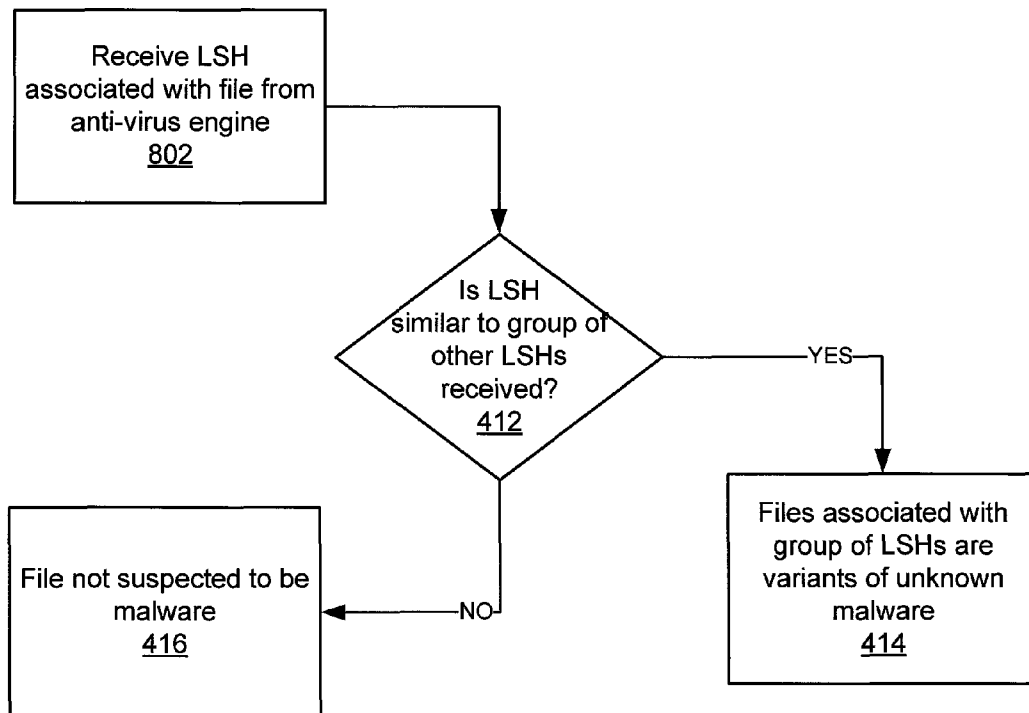 Receive LSH
associated with file from
anti-virus engine
802
Is LSH
similar to group of
other LSHs
received?
412
YES
Files associated with
group of LSHs are
variants of unknown
malware
414
NO
File not suspected to be
malware
416